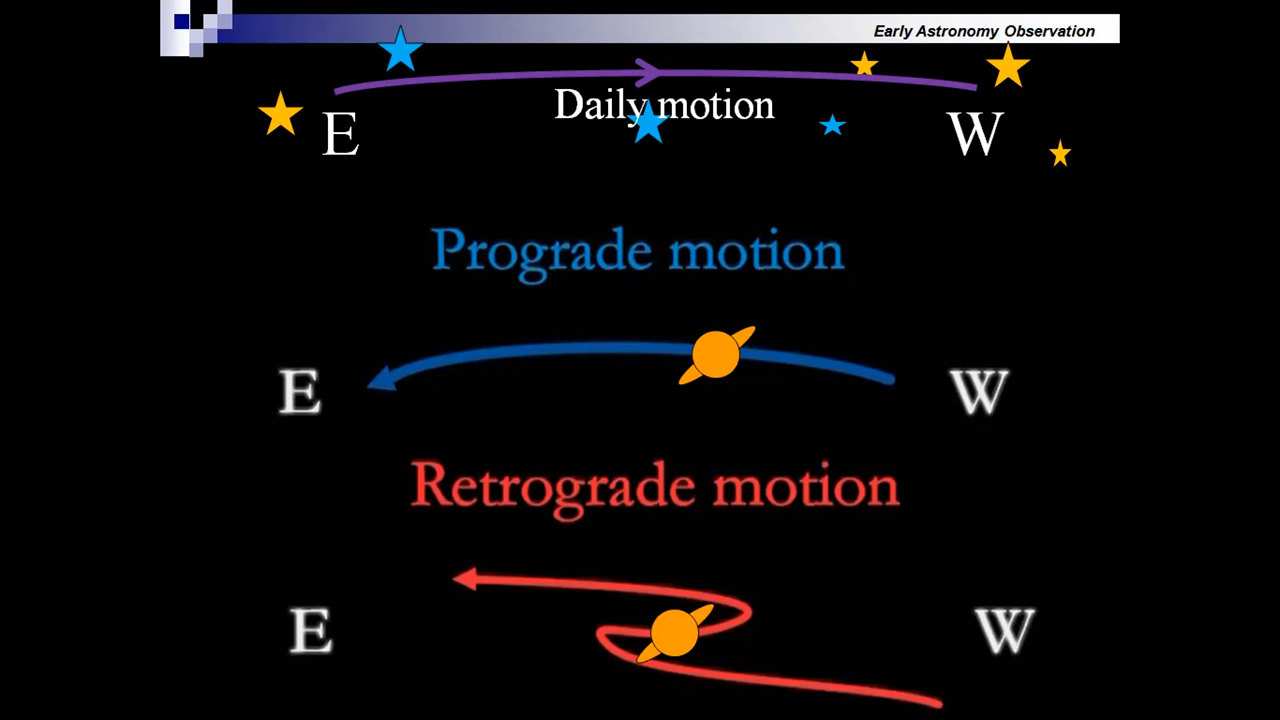 Early Astronomy Observation
Daily motion
E W
Prograde motion
E W
Retrograde motion
E W